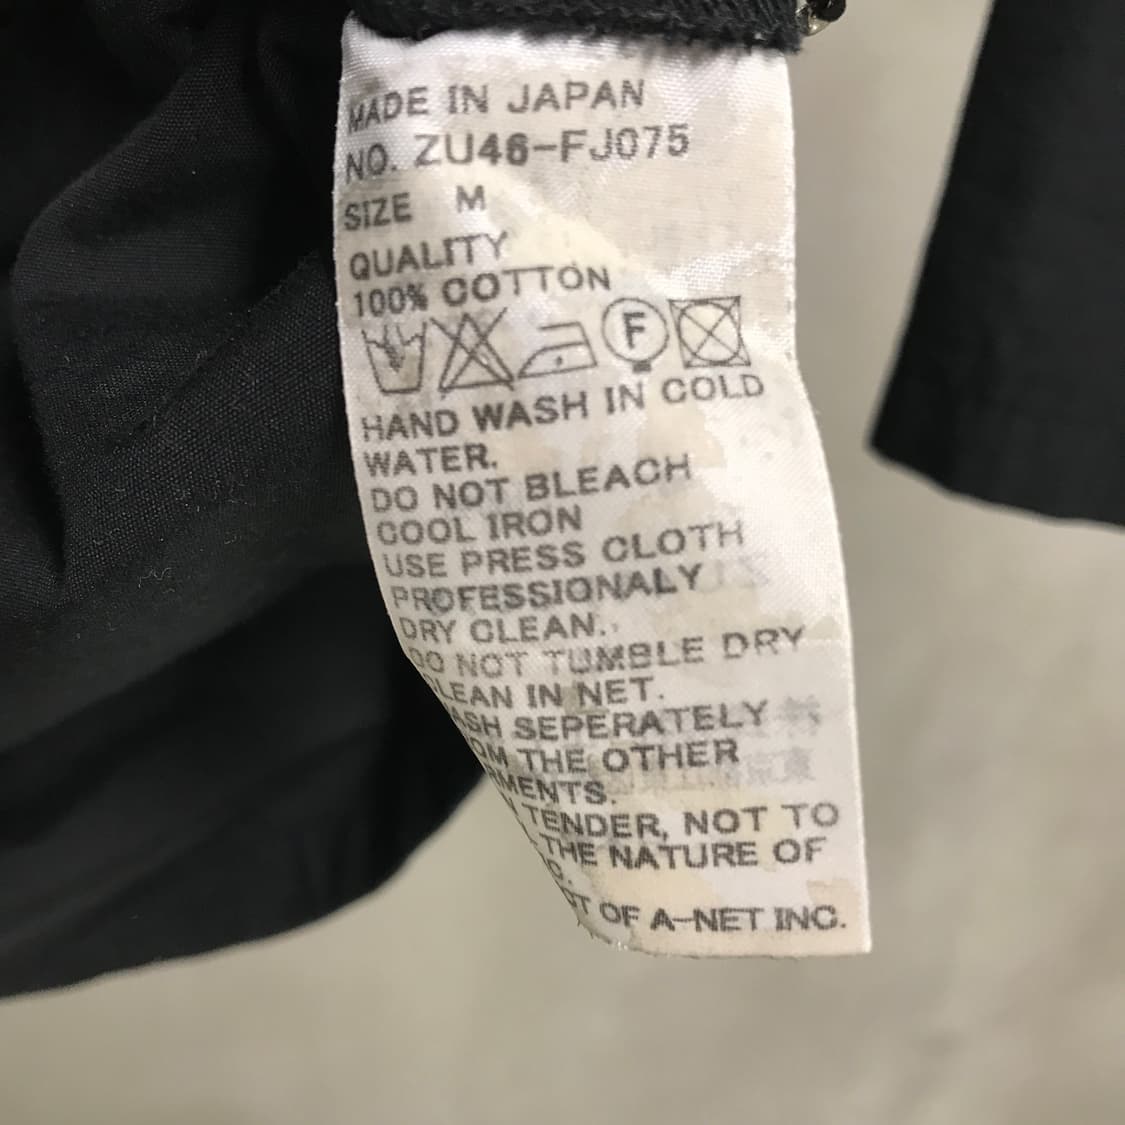 MADE IN JAPAN
NO. ZU46-FJ075
SIZE M
QUALITY
100% COTTON
F
HAND WASH IN COLD
WATER.
DO NOT BLEACH
COOL IRON
USE PRESS CLOTH
PROFESSIONALY
DRY CLEAN.
DO NOT TUMBLE DRY
LEAN IN NET.
ASH SEPERATELY
OM THE OTHER
RMENTS.
TENDER, NOT TO
THE NATURE OF
OF A-NET INC.